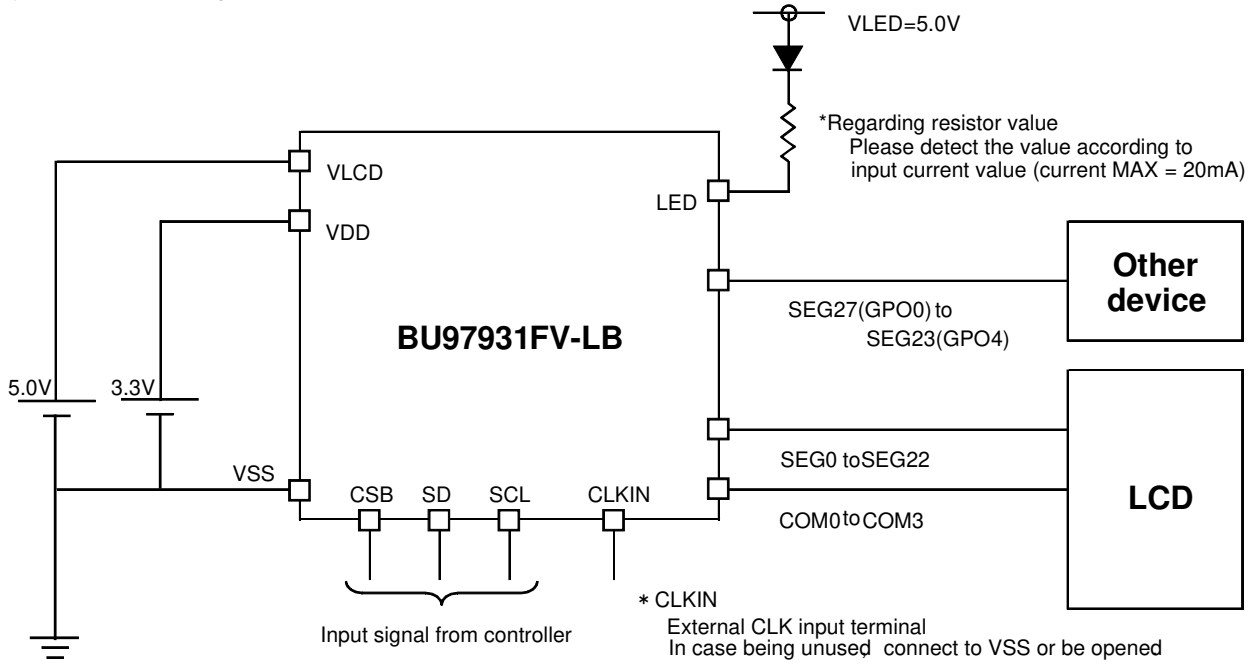 VLED=5.0V
*Regarding resistor value
Please detect the value according to
input current value (current MAX = 20mA)
VLCD
VDD
LED
BU97931FV-LB
Other
device
SEG27(GPO0) to
SEG23(GPO4)
5.0V
3.3V
VSS
CSB
SD
SCL
CLKIN
SEG0 toSEG22
COM0toCOM3
LCD
Input signal from controller
* CLKIN
External CLK input terminal
In case being unused, connect to VSS or be opened